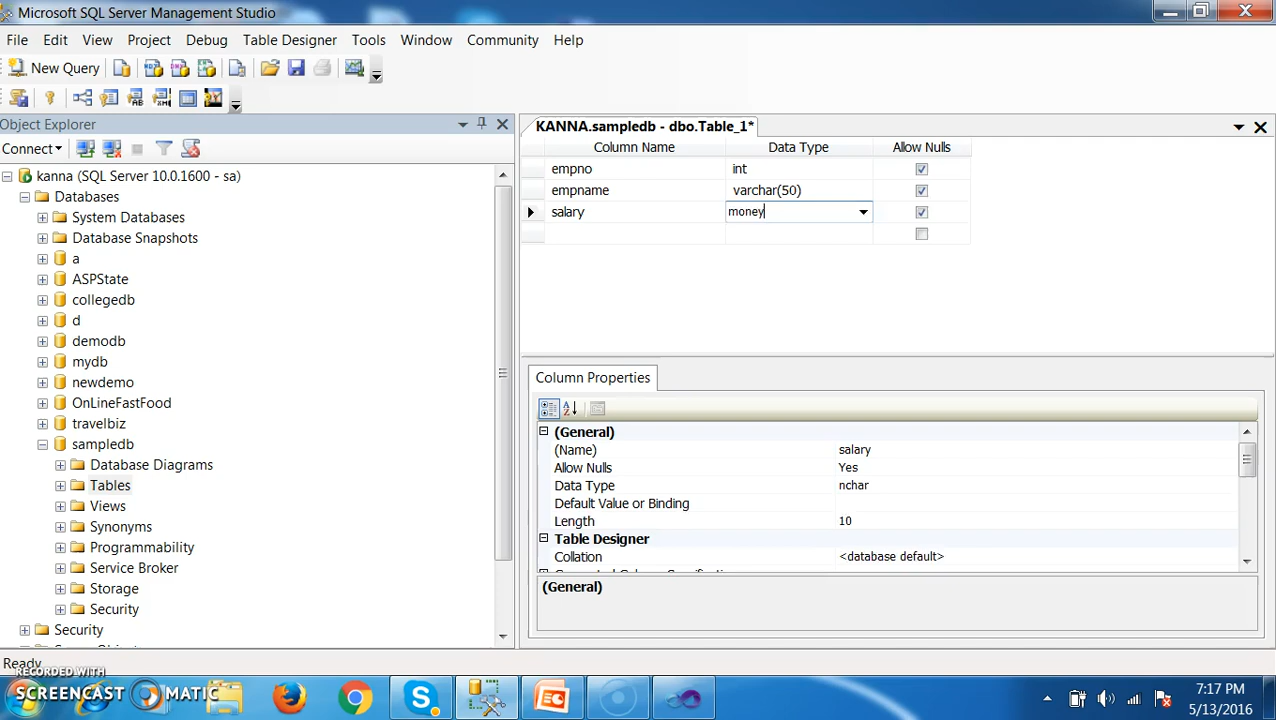 Microsoft SQL Server Management Studio
File Edit View Project Debug Table Designer Tools Window Community Help
New Query
Object Explorer
Connect
kanna (SQL Server 10.0.1600 - sa)
Databases
System Databases
Database Snapshots
a
ASPState
collegedb
d
demodb
mydb
newdemo
OnLineFastFood
travelbiz
sampledb
Database Diagrams
Tables
Views
Synonyms
Programmability
Service Broker
Storage
Security
Security
KANNA.sampledb - dbo.Table_1*
Column Name Data Type Allow Nulls
empno int
empname varchar(50)
salary money
Column Properties
(General)
(Name) salary
Allow Nulls Yes
Data Type nchar
Default Value or Binding
Length 10
Table Designer
Collation <database default>
(General)
Ready
RECORDED WITH
SCREENCAST MATIC
7:17 PM
5/13/2016